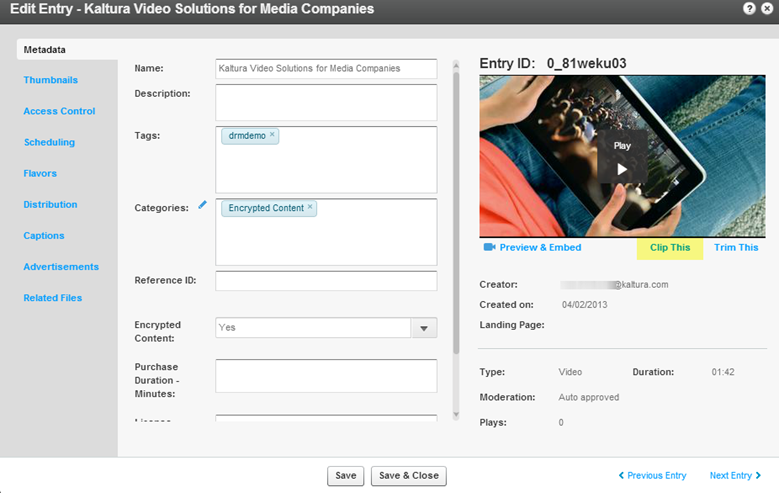 Edit Entry - Kaltura Video Solutions for Media Companies
?
Metadata
Thumbnails
Access Control
Scheduling
Flavors
Distribution
Captions
Advertisements
Related Files
Name: Kaltura Video Solutions for Media Companies
Description:
Tags: drmdemo ×
Categories: Encrypted Content ×
Reference ID:
Encrypted Content: Yes
Purchase Duration - Minutes:
Entry ID: 0_81weku03
Play
Preview & Embed Clip This Trim This
Creator: @kaltura.com
Created on: 04/02/2013
Landing Page:
Type: Video Duration: 01:42
Moderation: Auto approved
Plays: 0
Save Save & Close Previous Entry Next Entry